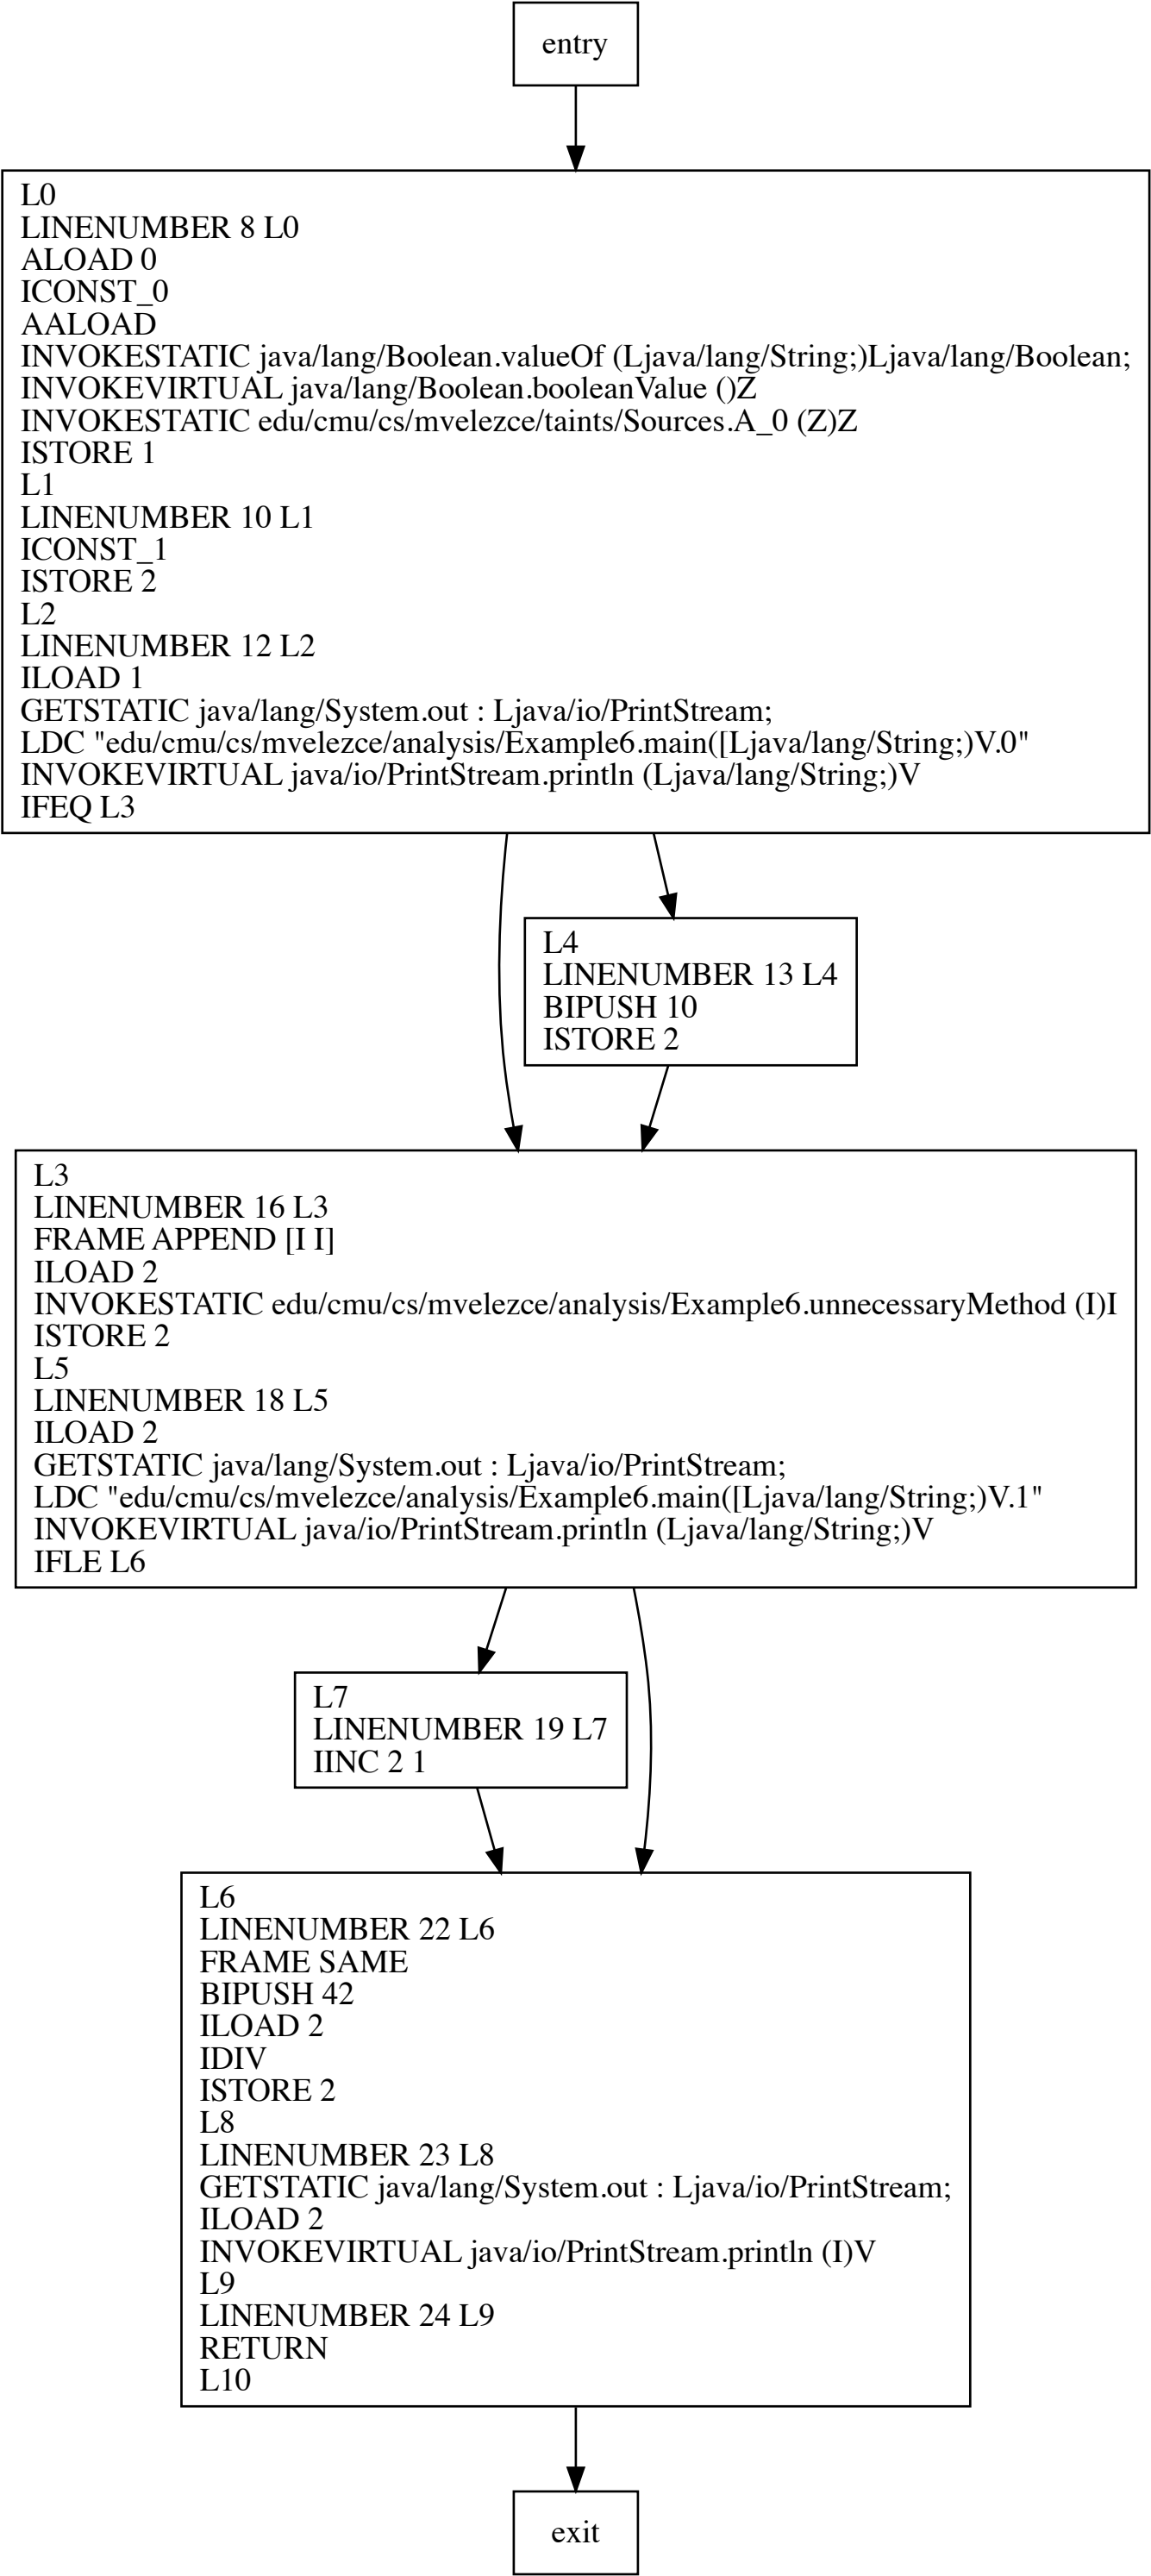 entry
L0
LINENUMBER 8 L0
ALOAD 0
ICONST_0
AALOAD
INVOKESTATIC java/lang/Boolean.valueOf (Ljava/lang/String;)Ljava/lang/Boolean;
INVOKEVIRTUAL java/lang/Boolean.booleanValue ()Z
INVOKESTATIC edu/cmu/cs/mvelezce/taints/Sources.A_0 (Z)Z
ISTORE 1
L1
LINENUMBER 10 L1
ICONST_1
ISTORE 2
L2
LINENUMBER 12 L2
ILOAD 1
GETSTATIC java/lang/System.out : Ljava/io/PrintStream;
LDC "edu/cmu/cs/mvelezce/analysis/Example6.main([Ljava/lang/String;)V.0"
INVOKEVIRTUAL java/io/PrintStream.println (Ljava/lang/String;)V
IFEQ L3
L4
LINENUMBER 13 L4
BIPUSH 10
ISTORE 2
L3
LINENUMBER 16 L3
FRAME APPEND [I I]
ILOAD 2
INVOKESTATIC edu/cmu/cs/mvelezce/analysis/Example6.unnecessaryMethod (I)I
ISTORE 2
L5
LINENUMBER 18 L5
ILOAD 2
GETSTATIC java/lang/System.out : Ljava/io/PrintStream;
LDC "edu/cmu/cs/mvelezce/analysis/Example6.main([Ljava/lang/String;)V.1"
INVOKEVIRTUAL java/io/PrintStream.println (Ljava/lang/String;)V
IFLE L6
L7
LINENUMBER 19 L7
IINC 2 1
L6
LINENUMBER 22 L6
FRAME SAME
BIPUSH 42
ILOAD 2
IDIV
ISTORE 2
L8
LINENUMBER 23 L8
GETSTATIC java/lang/System.out : Ljava/io/PrintStream;
ILOAD 2
INVOKEVIRTUAL java/io/PrintStream.println (I)V
L9
LINENUMBER 24 L9
RETURN
L10
exit